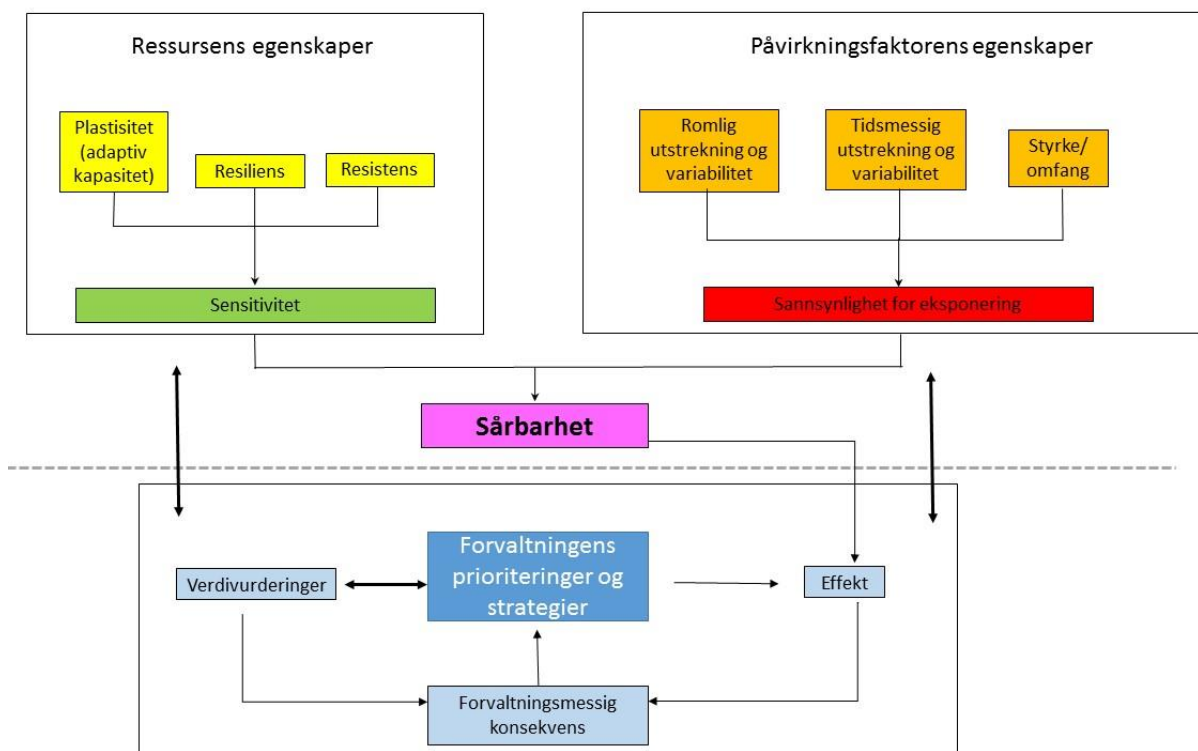 Ressursens egenskaper
Påvirkningsfaktorens egenskaper
Plastisitet
(adaptiv
kapasitet)
Resiliens
Resistens
Romlig
utstrekning og
variabilitet
Tidsmessig
utstrekning og
variabilitet
Styrke/
omfang
Sensitivitet
Sannsynlighet for eksponering
Sårbarhet
Verdivurderinger
Forvaltningens
prioriteringer og
strategier
Effekt
Forvaltningsmessig
konsekvens